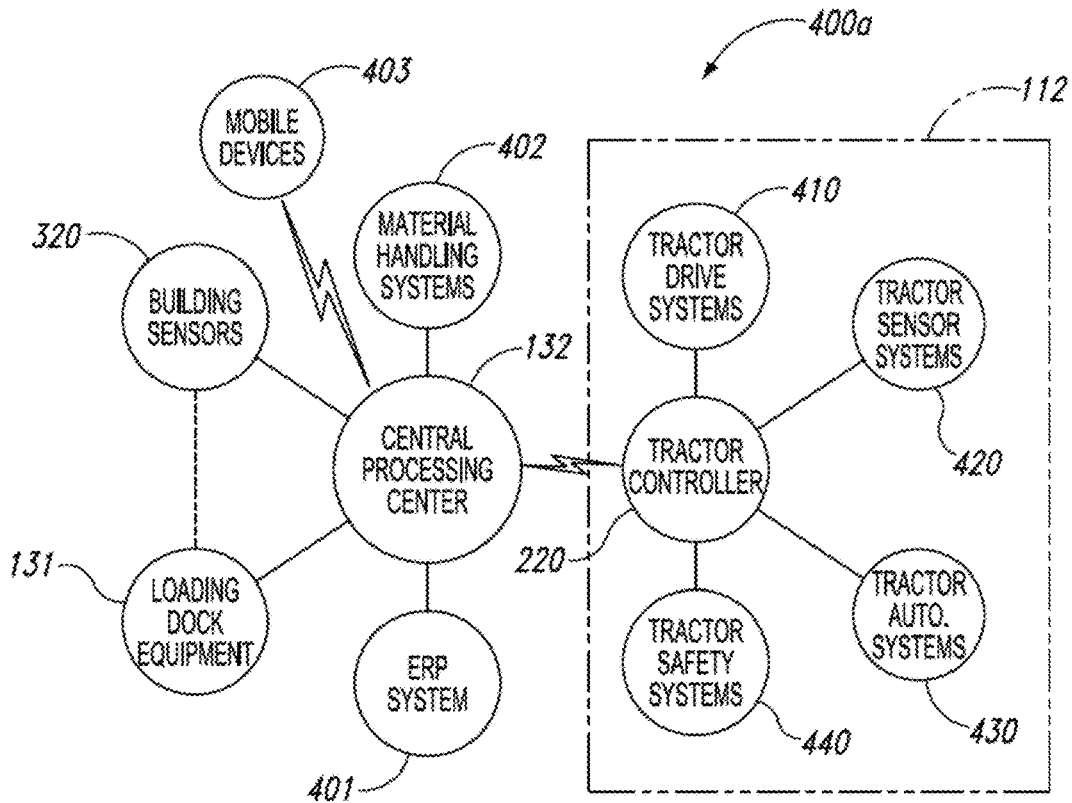 400a
403
MOBILE
DEVICES
112
402
MATERIAL
HANDLING
SYSTEMS
410
TRACTOR
DRIVE
SYSTEMS
320
BUILDING
SENSORS
TRACTOR
SENSOR
SYSTEMS
420
132
CENTRAL
PROCESSING
CENTER
TRACTOR
CONTROLLER
220
131
LOADING
DOCK
EQUIPMENT
ERP
SYSTEM
401
TRACTOR
SAFETY
SYSTEMS
440
TRACTOR
AUTO.
SYSTEMS
430